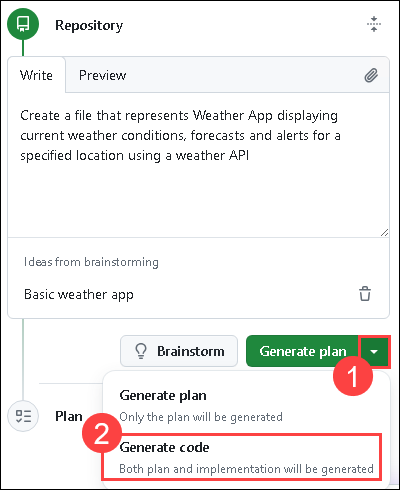 Repository
Write Preview
Create a file that represents Weather App displaying
current weather conditions, forecasts and alerts for a
specified location using a weather API
Ideas from brainstorming
Basic weather app
Brainstorm Generate plan
1
Generate plan
Plan Only the plan will be generated
2
Generate code
Both plan and implementation will be generated